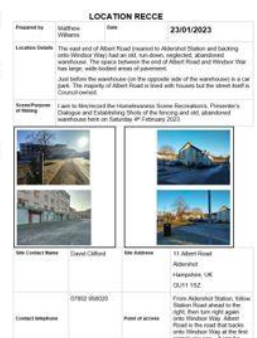 LOCATION RECCE
Prepared by
Matthew
Williams
Date
23/01/2023
Location Details
The east end of Albert Road (nearest to Aldershot Station and backing
onto Windsor Way) had an old, run-down, neglected, abandoned
warehouse. The space between the end of Albert Road and Windsor War
has large, wide-bodied areas of pavement.
Just before the warehouse (on the opposite side of the warehouse) is a car
park. The majority of Albert Road is lined with houses but the street itself is
Council-owned.
Scene/Purpose
of filming
I aim to film/record the Homelessness Scene Recreations, Presenter's
Dialogue and Establishing Shots of the fencing and old, abandoned
warehouse here on Saturday 4th February 2023
Site Contact Name
David Clifford
Site Address
11 Albert Road
Aldershot
Hampshire, UK
GU11 1SZ
Contact telephone
Point of access
From Aldershot Station, follow
Station Road ahead to the
right, then turn right again
onto Windsor Way. Albert
Road is the road that backs
onto Windsor Way at the first